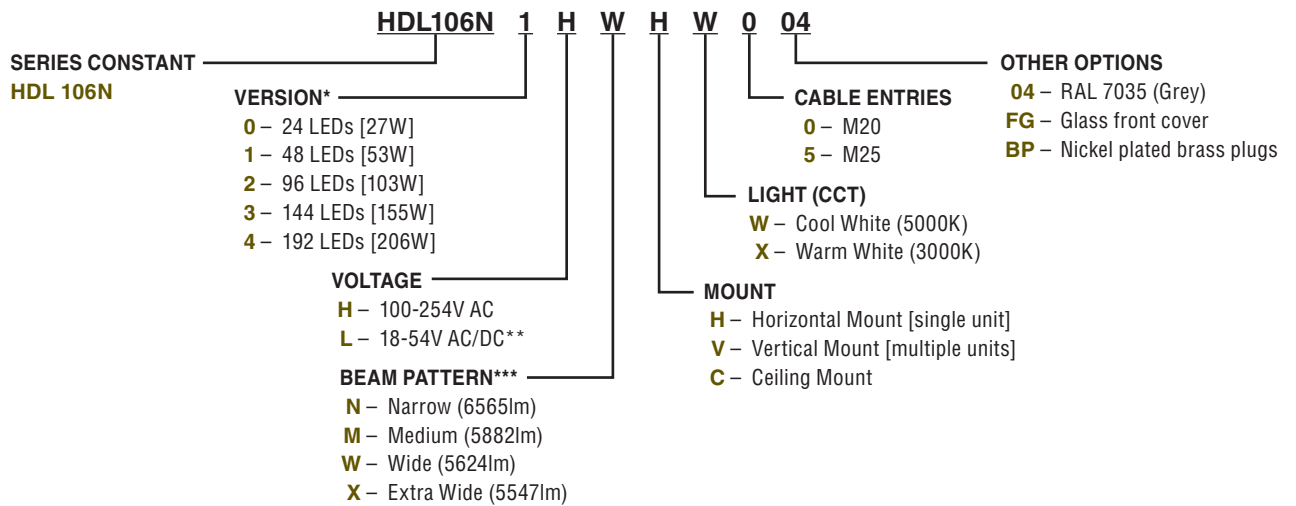 HDL106N 1 H W H W 0 04
SERIES CONSTANT
HDL 106N
VERSION*
0 – 24 LEDs [27W]
1 – 48 LEDs [53W]
2 – 96 LEDs [103W]
3 – 144 LEDs [155W]
4 – 192 LEDs [206W]
VOLTAGE
H – 100-254V AC
L – 18-54V AC/DC**
BEAM PATTERN***
N – Narrow (6565lm)
M – Medium (5882lm)
W – Wide (5624lm)
X – Extra Wide (5547lm)
MOUNT
H – Horizontal Mount [single unit]
V – Vertical Mount [multiple units]
C – Ceiling Mount
LIGHT (CCT)
W – Cool White (5000K)
X – Warm White (3000K)
CABLE ENTRIES
0 – M20
5 – M25
OTHER OPTIONS
04 – RAL 7035 (Grey)
FG – Glass front cover
BP – Nickel plated brass plugs